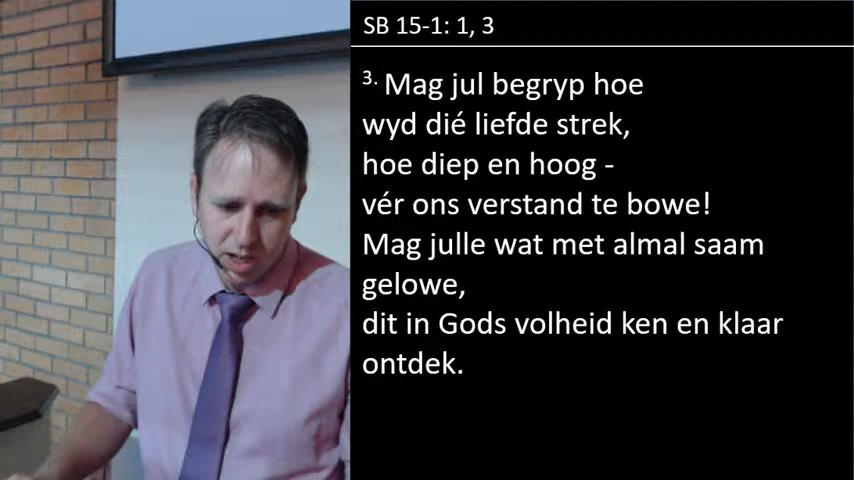 SB 15-1: 1, 3
3. Mag jul begryp hoe
wyd dié liefde strek,
hoe diep en hoog -
vér ons verstand te bowe!
Mag julle wat met almal saam
gelowe,
dit in Gods volheid ken en klaar
ontdek.